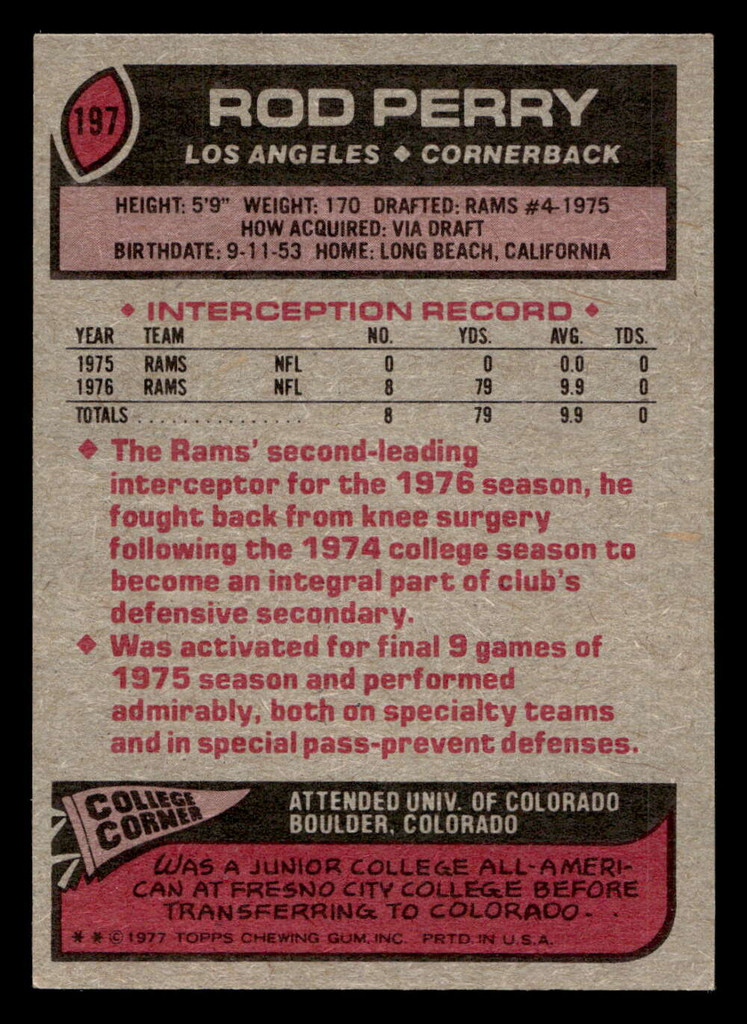 197
ROD PERRY
LOS ANGELES ◆ CORNERBACK
HEIGHT: 5'9" WEIGHT: 170 DRAFTED: RAMS #4-1975
HOW ACQUIRED: VIA DRAFT
BIRTHDATE: 9-11-53 HOME: LONG BEACH, CALIFORNIA
◆ INTERCEPTION RECORD ◆
YEAR TEAM NO. YDS. AVG. TDS.
1975 RAMS NFL 0 0 0.0 0
1976 RAMS NFL 8 79 9.9 0
TOTALS . . . . . . . . . . . . . . . 8 79 9.9 0
◆ The Rams' second-leading
interceptor for the 1976 season, he
fought back from knee surgery
following the 1974 college season to
become an integral part of club's
defensive secondary.
◆ Was activated for final 9 games of
1975 season and performed
admirably, both on specialty teams
and in special pass-prevent defenses.
COLLEGE
CORNER
ATTENDED UNIV. OF COLORADO
BOULDER, COLORADO
WAS A JUNIOR COLLEGE ALL-AMERI-
CAN AT FRESNO CITY COLLEGE BEFORE
TRANSFERRING TO COLORADO. . .
* * © 1977 TOPPS CHEWING GUM, INC. PRTD. IN U.S.A.